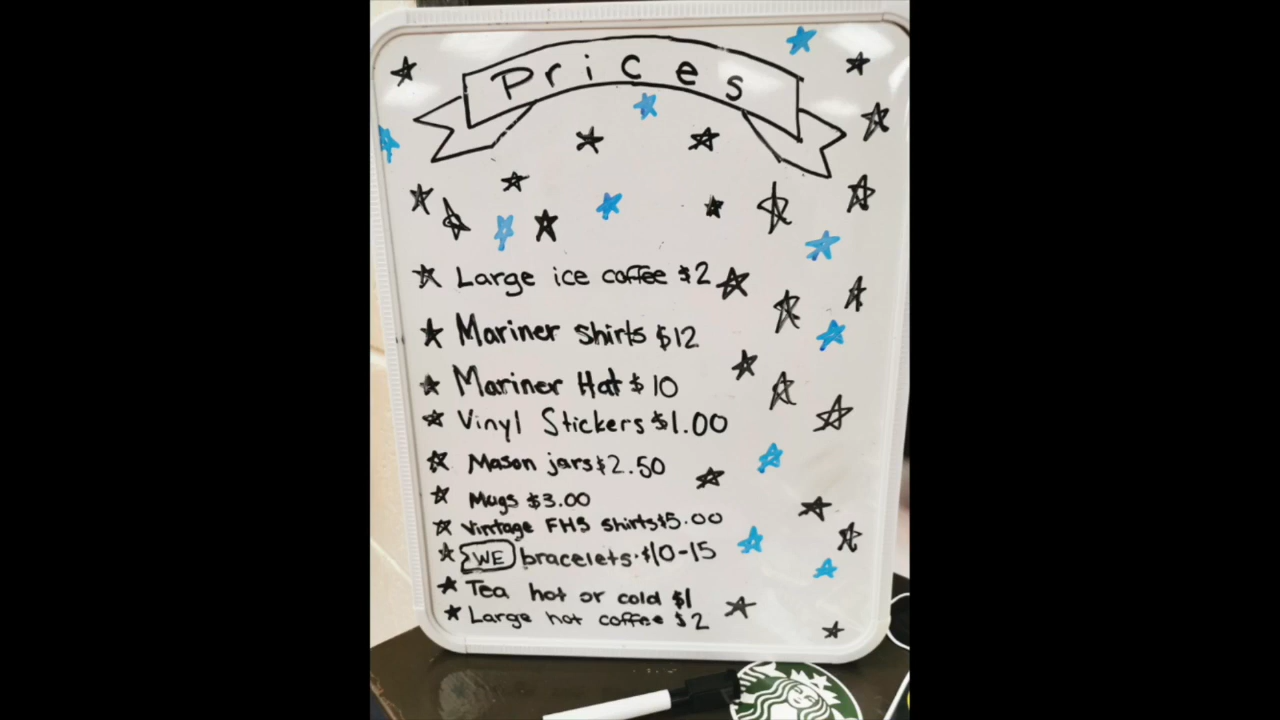 Prices
Large ice coffee $2
Mariner shirts $12
Mariner Hat $10
Vinyl Stickers $1.00
Mason jars $2.50
Mugs $3.00
Vintage FHS shirts $5.00
WE bracelets $10-15
Tea hot or cold $1
Large hot coffee $2